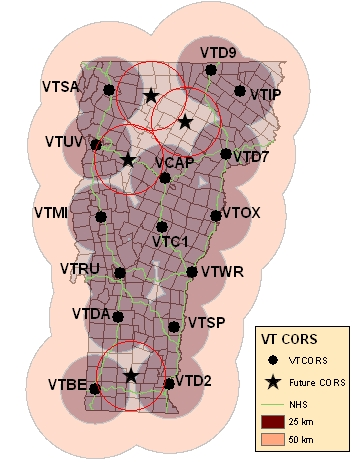 VTD9
VTSA
VTIP
VTUV
VCAP
VTD7
VTMI
VTOX
VTC1
VTRU
VTWR
VTDA
VTSP
VTBE
VTD2
VT CORS
VTCORS
Future CORS
NHS
25 km
50 km